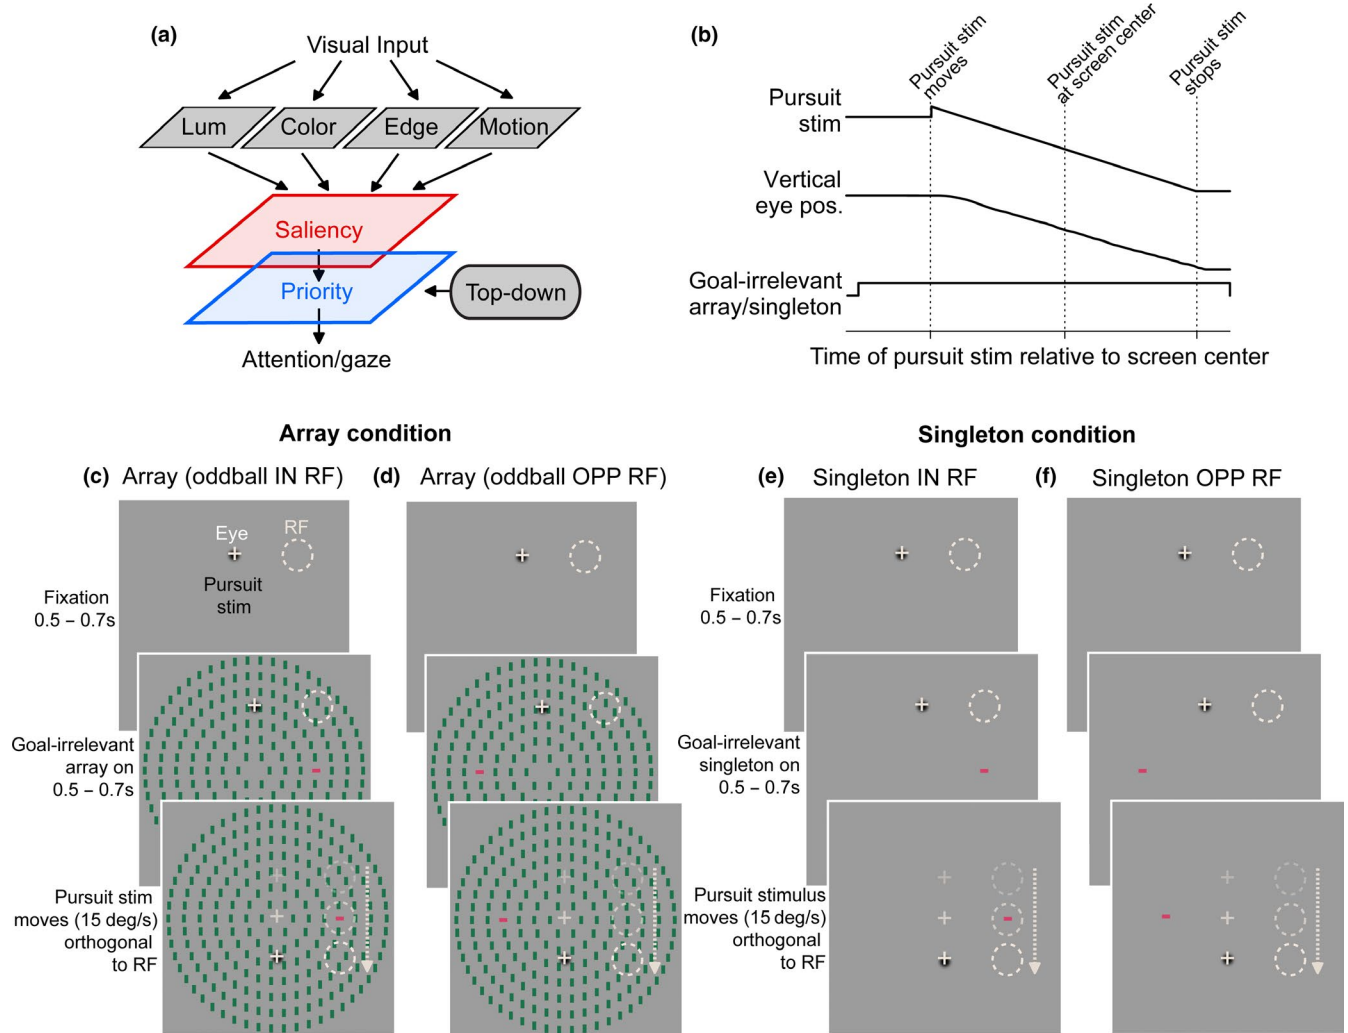 (a)
Visual Input
Lum
Color
Edge
Motion
Saliency
Priority
Top-down
Attention/gaze
(b)
Pursuit stim
moves
Pursuit stim
at screen center
Pursuit stim
stops
Pursuit
stim
Vertical
eye pos.
Goal-irrelevant
array/singleton
Time of pursuit stim relative to screen center
Array condition
(c) Array (oddball IN RF)
(d) Array (oddball OPP RF)
Eye
RF
Pursuit
stim
Fixation
0.5 – 0.7s
Goal-irrelevant
array on
0.5 – 0.7s
Pursuit stim
moves (15 deg/s)
orthogonal
to RF
Singleton condition
(e) Singleton IN RF
(f) Singleton OPP RF
Fixation
0.5 – 0.7s
Goal-irrelevant
singleton on
0.5 – 0.7s
Pursuit stimulus
moves (15 deg/s)
orthogonal
to RF